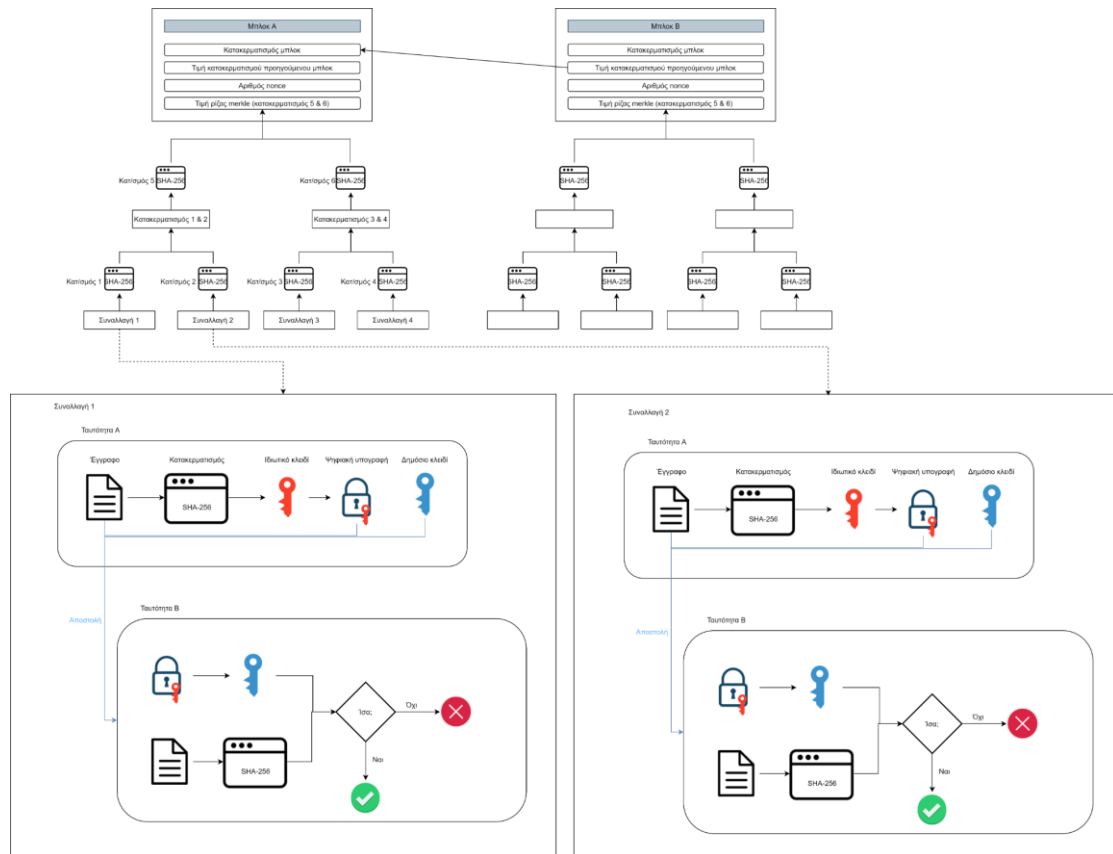 Μπλοκ Α
Μπλοκ Β
Κατακερματισμός μπλοκ
Τιμή κατακερματισμού προηγούμενου μπλοκ
Αριθμός nonce
Τιμή ρίζας merkle (κατακερματισμός 5 & 6)
Κατακερματισμός μπλοκ
Τιμή κατακερματισμού προηγούμενου μπλοκ
Αριθμός nonce
Τιμή ρίζας merkle (κατακερματισμός 5 & 6)
Κατ/σμός 5
SHA-256
Κατ/σμός 6
SHA-256
SHA-256
SHA-256
Κατακερματισμός 1 & 2
Κατακερματισμός 3 & 4
Κατ/σμός 1
SHA-256
Κατ/σμός 2
SHA-256
Κατ/σμός 3
SHA-256
Κατ/σμός 4
SHA-256
SHA-256
SHA-256
SHA-256
SHA-256
Συναλλαγή 1
Συναλλαγή 2
Συναλλαγή 3
Συναλλαγή 4
Συναλλαγή 1
Ταυτότητα Α
Έγγραφο
Κατακερματισμός
Ιδιωτικό κλειδί
Ψηφιακή υπογραφή
Δημόσιο κλειδί
SHA-256
Αποστολή
Ταυτότητα Β
Ίσα;
Όχι
SHA-256
Ναι
Συναλλαγή 2
Ταυτότητα Α
Έγγραφο
Κατακερματισμός
Ιδιωτικό κλειδί
Ψηφιακή υπογραφή
Δημόσιο κλειδί
SHA-256
Αποστολή
Ταυτότητα Β
Ίσα;
Όχι
SHA-256
Ναι